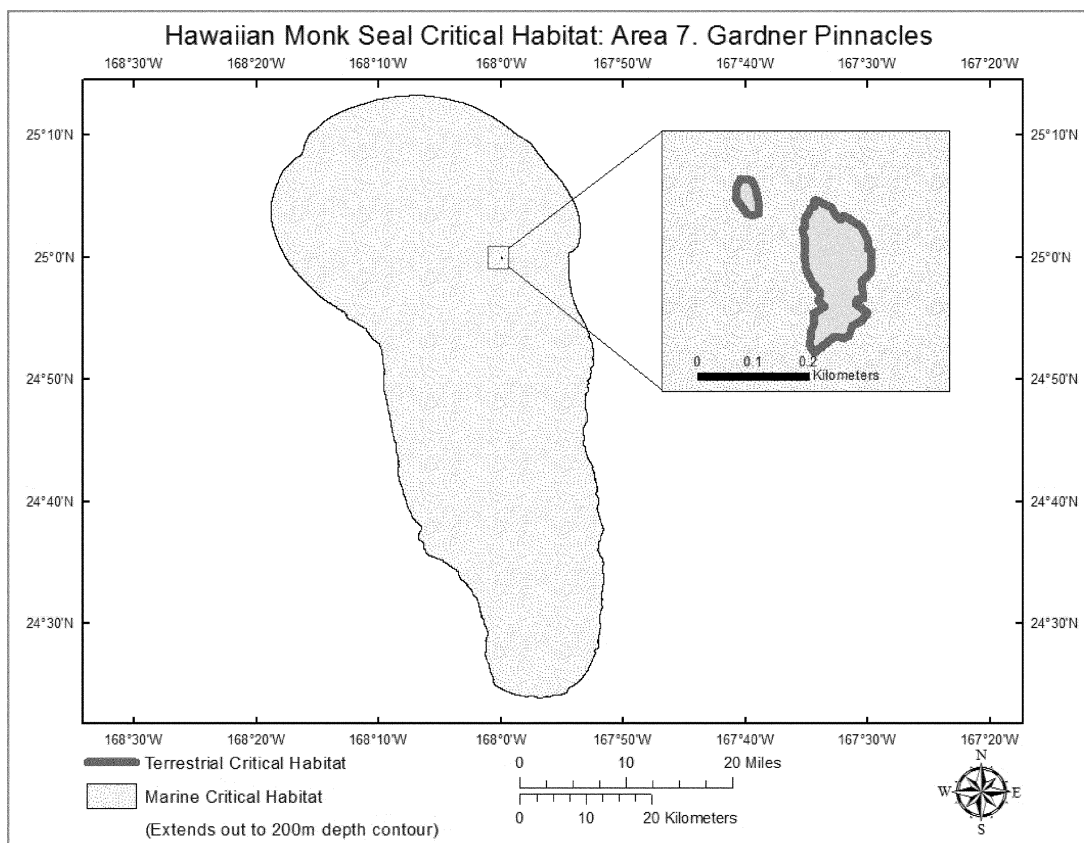 Hawaiian Monk Seal Critical Habitat: Area 7. Gardner Pinnacles
168°30'W 168°20'W 168°10'W 168°0'W 167°50'W 167°40'W 167°30'W 167°20'W
25°10'N 25°10'N
25°0'N 25°0'N
0 0.1 0.2
Kilometers
24°50'N 24°50'N
24°40'N 24°40'N
24°30'N 24°30'N
168°30'W 168°20'W 168°10'W 168°0'W 167°50'W 167°40'W 167°30'W 167°20'W
Terrestrial Critical Habitat
Marine Critical Habitat
(Extends out to 200m depth contour)
0 10 20 Miles
0 10 20 Kilometers
N
W E
S